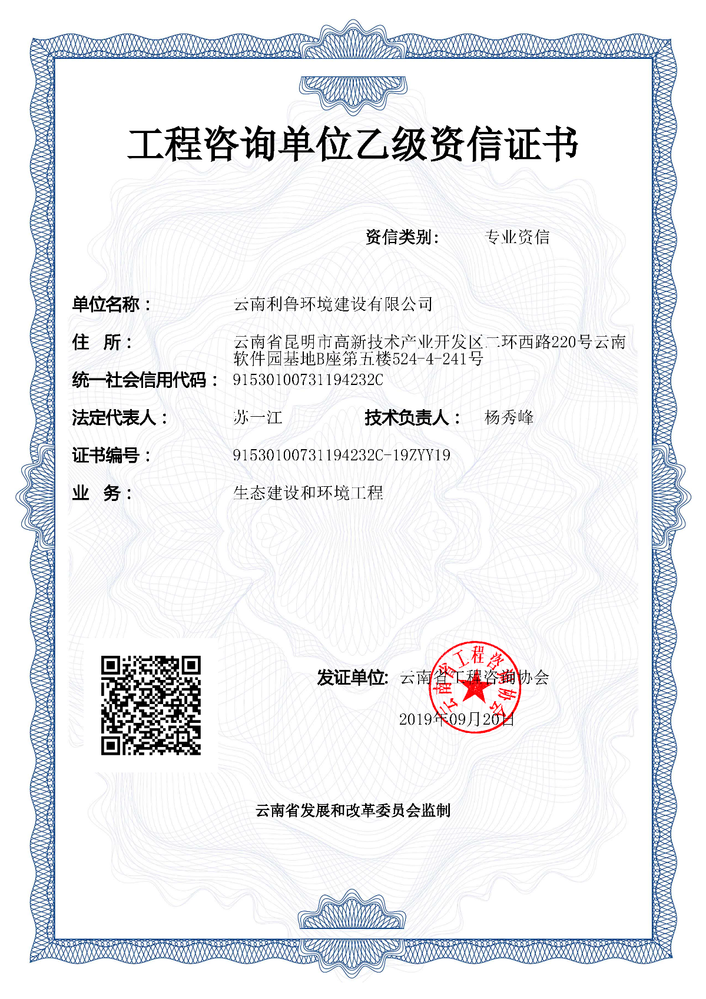 工程咨询单位乙级资信证书
资信类别: 专业资信
单位名称: 云南利鲁环境建设有限公司
住 所: 云南省昆明市高新技术产业开发区二环西路220号云南
软件园基地B座第五楼524-4-241号
统一社会信用代码: 91530100731194232C
法定代表人: 苏一江 技术负责人: 杨秀峰
证书编号: 91530100731194232C-19ZYY19
业 务: 生态建设和环境工程
发证单位: 云南省工程咨询协会
云南省工程咨询协会
2019年09月20日
云南省发展和改革委员会监制